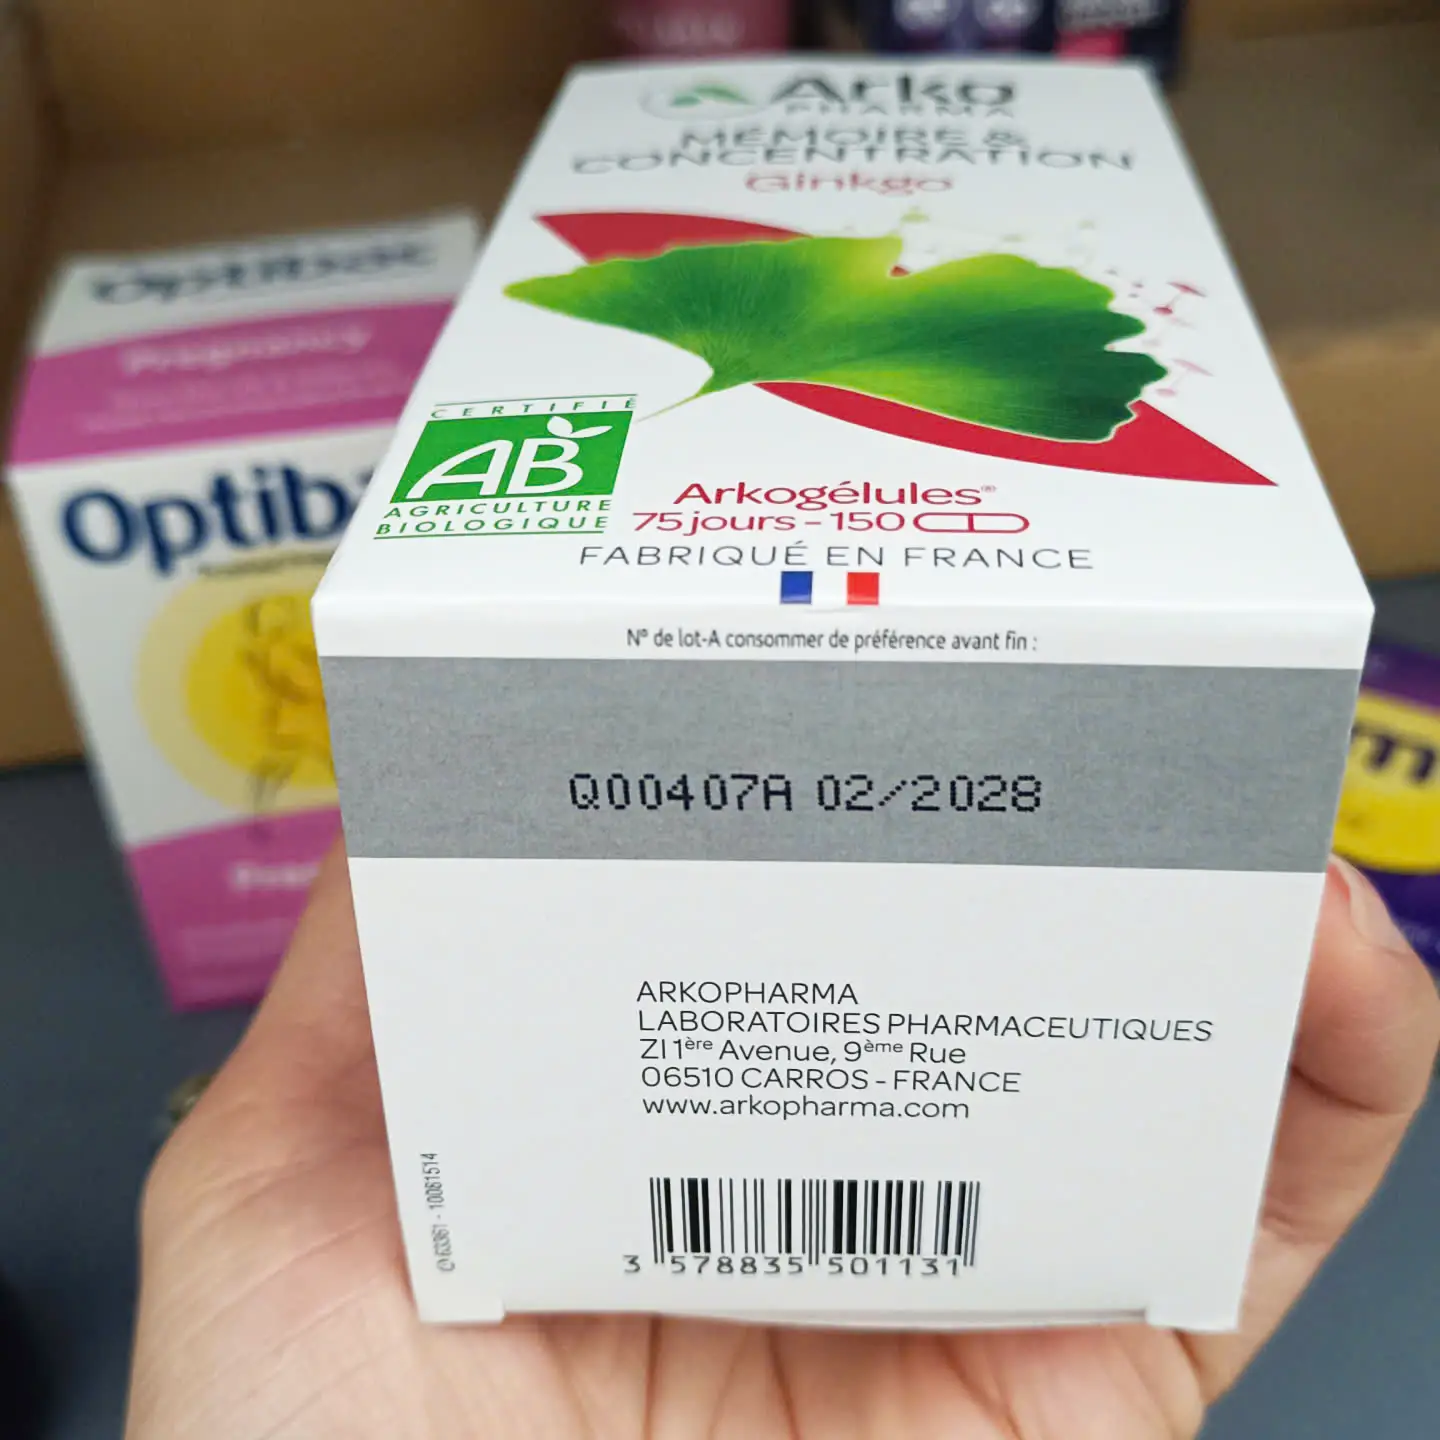 Arko
PHARMA
MÉMOIRE &
CONCENTRATION
Ginkgo
CERTIFIÉ
AB
AGRICULTURE
BIOLOGIQUE
Arkogélules®
75 jours - 150
FABRIQUÉ EN FRANCE
N° de lot-A consommer de préférence avant fin :
Q00407A 02/2028
ARKOPHARMA
LABORATOIRES PHARMACEUTIQUES
ZI 1ère Avenue, 9ème Rue
06510 CARROS - FRANCE
www.arkopharma.com
3 578835 501131
Optibac
Pregnancy
Optiba